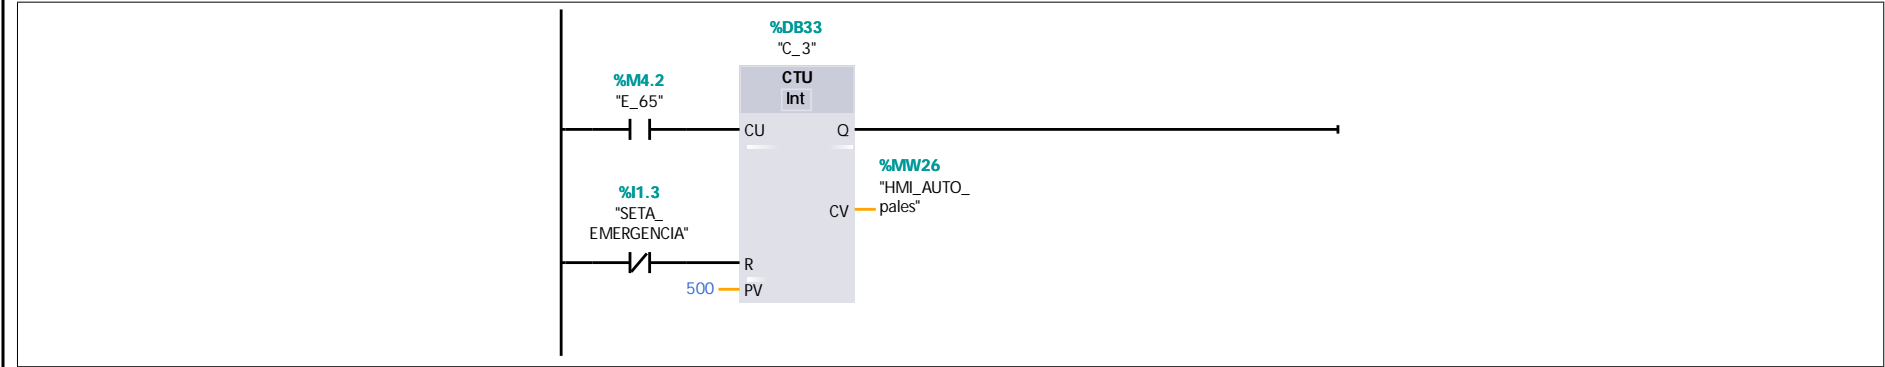 %DB33
"C_3"
CTU
Int
%M4.2
"E_65"
CU
Q
%MW26
"HMI_AUTO_
pales"
CV
%I1.3
"SETA_
EMERGENCIA"
R
500
PV